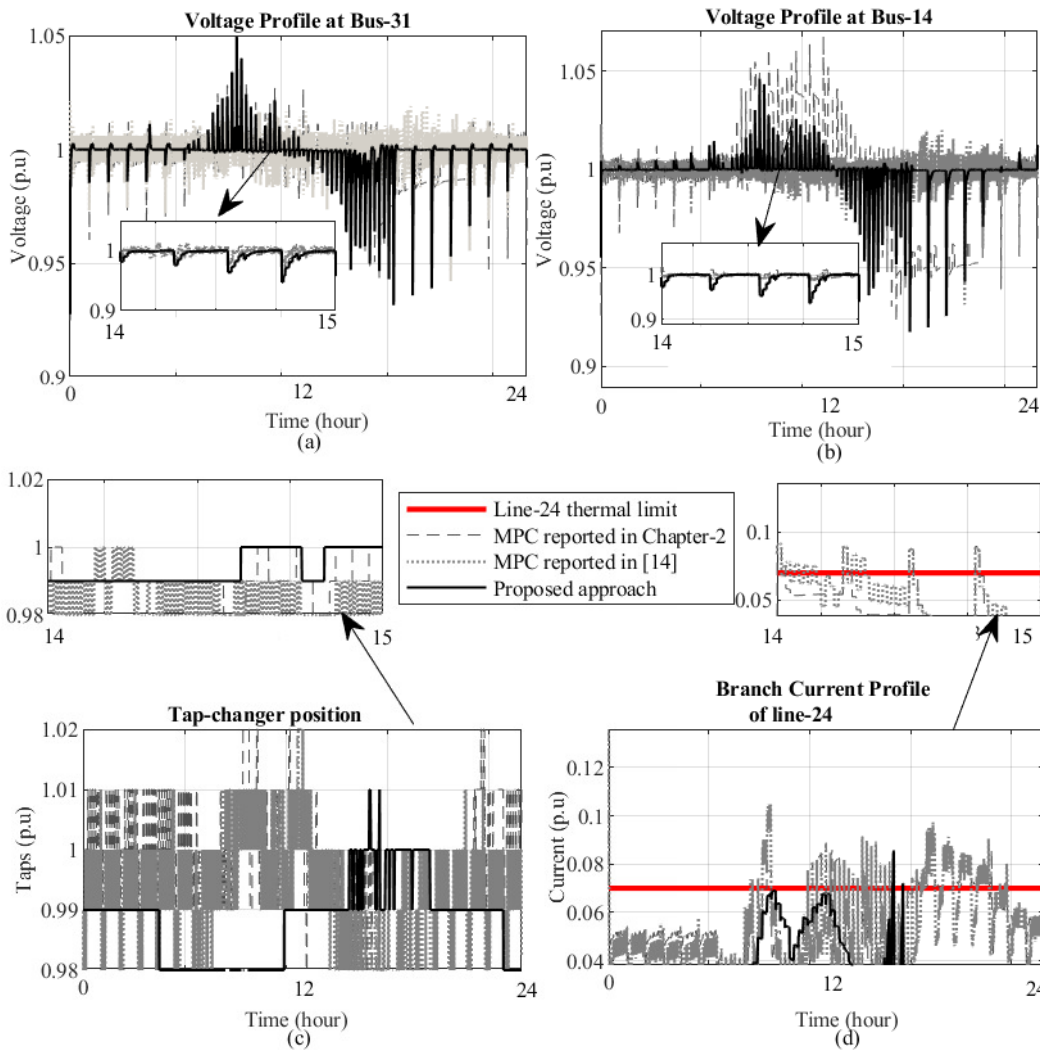 Voltage Profile at Bus-31
1.05
1
0.95
0.9
Voltage (p.u)
1
0.9
14
15
0
12
24
Time (hour)
(a)
Voltage Profile at Bus-14
1.05
1
0.95
0.9
Voltage (p.u)
1
0.9
14
15
0
12
24
Time (hour)
(b)
1.02
1
0.98
14
15
Line-24 thermal limit
MPC reported in Chapter-2
MPC reported in [14]
Proposed approach
0.1
0.05
14
15
Tap-changer position
1.02
1.01
1
0.99
0.98
Taps (p.u)
0
12
24
Time (hour)
(c)
Branch Current Profile
of line-24
0.12
0.1
0.08
0.06
0.04
Current (p.u)
0
12
24
Time (hour)
(d)